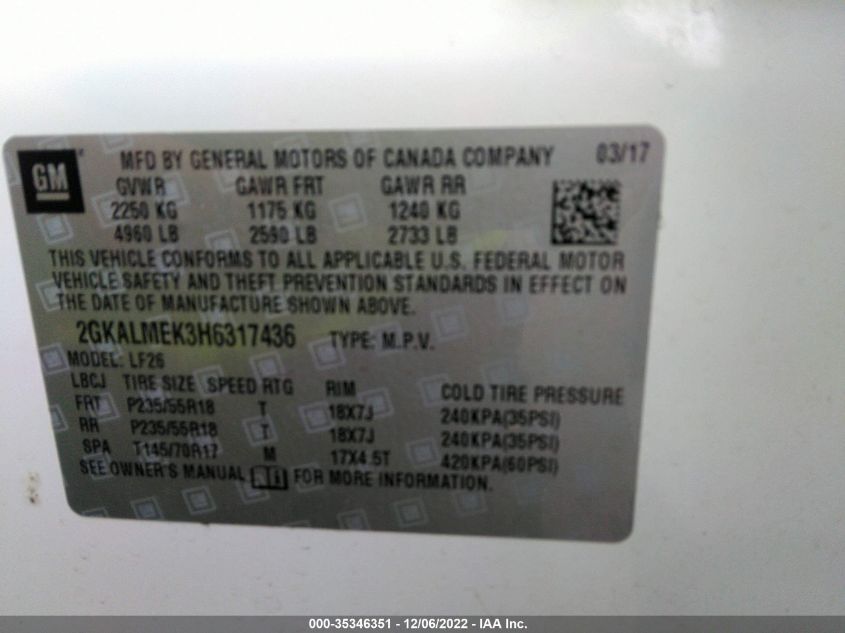 GM MFD BY GENERAL MOTORS OF CANADA COMPANY 03/17
GVWR GAWR FRT GAWR RR
2250 KG 1175 KG 1240 KG
4960 LB 2590 LB 2733 LB
THIS VEHICLE CONFORMS TO ALL APPLICABLE U.S. FEDERAL MOTOR
VEHICLE SAFETY AND THEFT PREVENTION STANDARDS IN EFFECT ON
THE DATE OF MANUFACTURE SHOWN ABOVE.
2GKALMEK3H6317436 TYPE: M.P.V.
MODEL: LF26
LBCJ TIRE SIZE SPEED RTG RIM COLD TIRE PRESSURE
FRT P235/55R18 T 18X7J 240KPA(35PSI)
RR P235/55R18 T 18X7J 240KPA(35PSI)
SPA T145/70R17 M 17X4.5T 420KPA(60PSI)
SEE OWNER'S MANUAL FOR MORE INFORMATION.
000-35346351 - 12/06/2022 - IAA Inc.